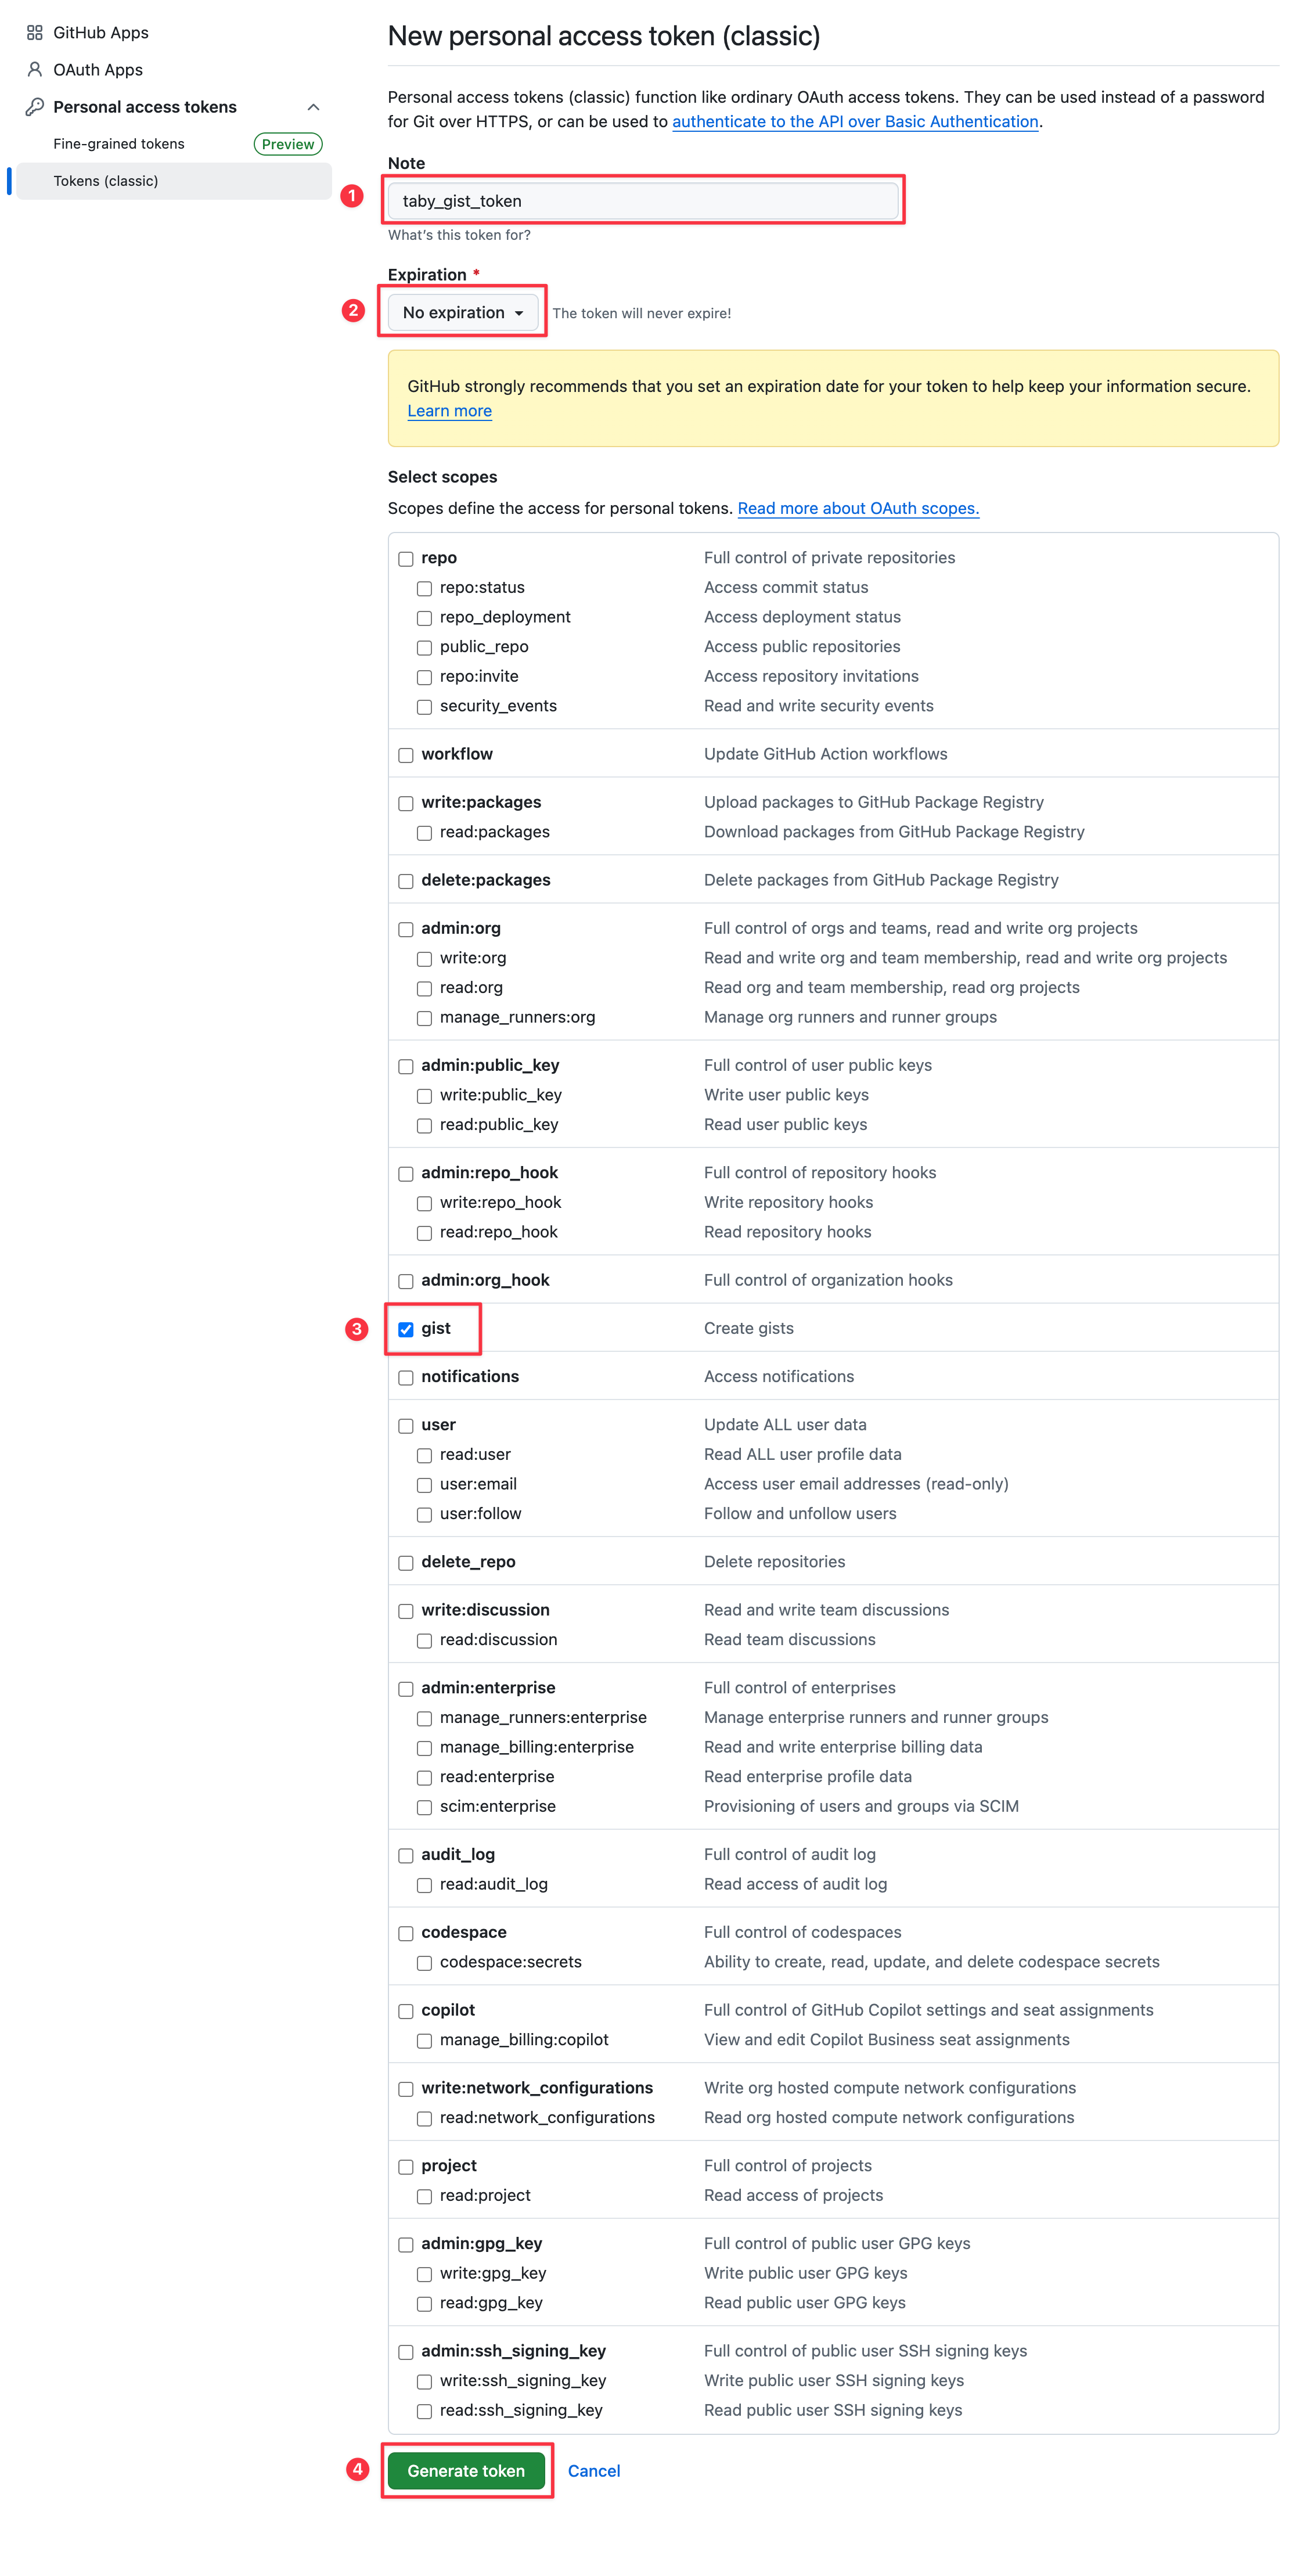 GitHub Apps
OAuth Apps
Personal access tokens
Fine-grained tokens Preview
Tokens (classic)
New personal access token (classic)
Personal access tokens (classic) function like ordinary OAuth access tokens. They can be used instead of a password
for Git over HTTPS, or can be used to authenticate to the API over Basic Authentication.
Note
1 taby_gist_token
What's this token for?
Expiration *
2 No expiration The token will never expire!
GitHub strongly recommends that you set an expiration date for your token to help keep your information secure.
Learn more
Select scopes
Scopes define the access for personal tokens. Read more about OAuth scopes.
repo Full control of private repositories
repo:status Access commit status
repo_deployment Access deployment status
public_repo Access public repositories
repo:invite Access repository invitations
security_events Read and write security events
workflow Update GitHub Action workflows
write:packages Upload packages to GitHub Package Registry
read:packages Download packages from GitHub Package Registry
delete:packages Delete packages from GitHub Package Registry
admin:org Full control of orgs and teams, read and write org projects
write:org Read and write org and team membership, read and write org projects
read:org Read org and team membership, read org projects
manage_runners:org Manage org runners and runner groups
admin:public_key Full control of user public keys
write:public_key Write user public keys
read:public_key Read user public keys
admin:repo_hook Full control of repository hooks
write:repo_hook Write repository hooks
read:repo_hook Read repository hooks
admin:org_hook Full control of organization hooks
3 gist Create gists
notifications Access notifications
user Update ALL user data
read:user Read ALL user profile data
user:email Access user email addresses (read-only)
user:follow Follow and unfollow users
delete_repo Delete repositories
write:discussion Read and write team discussions
read:discussion Read team discussions
admin:enterprise Full control of enterprises
manage_runners:enterprise Manage enterprise runners and runner groups
manage_billing:enterprise Read and write enterprise billing data
read:enterprise Read enterprise profile data
scim:enterprise Provisioning of users and groups via SCIM
audit_log Full control of audit log
read:audit_log Read access of audit log
codespace Full control of codespaces
codespace:secrets Ability to create, read, update, and delete codespace secrets
copilot Full control of GitHub Copilot settings and seat assignments
manage_billing:copilot View and edit Copilot Business seat assignments
write:network_configurations Write org hosted compute network configurations
read:network_configurations Read org hosted compute network configurations
project Full control of projects
read:project Read access of projects
admin:gpg_key Full control of public user GPG keys
write:gpg_key Write public user GPG keys
read:gpg_key Read public user GPG keys
admin:ssh_signing_key Full control of public user SSH signing keys
write:ssh_signing_key Write public user SSH signing keys
read:ssh_signing_key Read public user SSH signing keys
4 Generate token Cancel